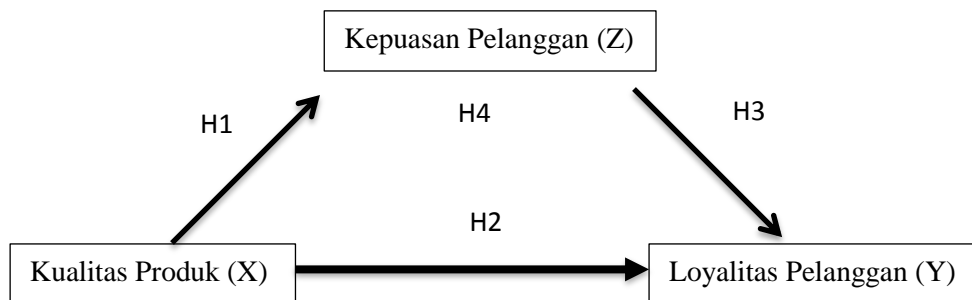 Kepuasan Pelanggan (Z)
H1
H4
H3
H2
Kualitas Produk (X)
Loyalitas Pelanggan (Y)